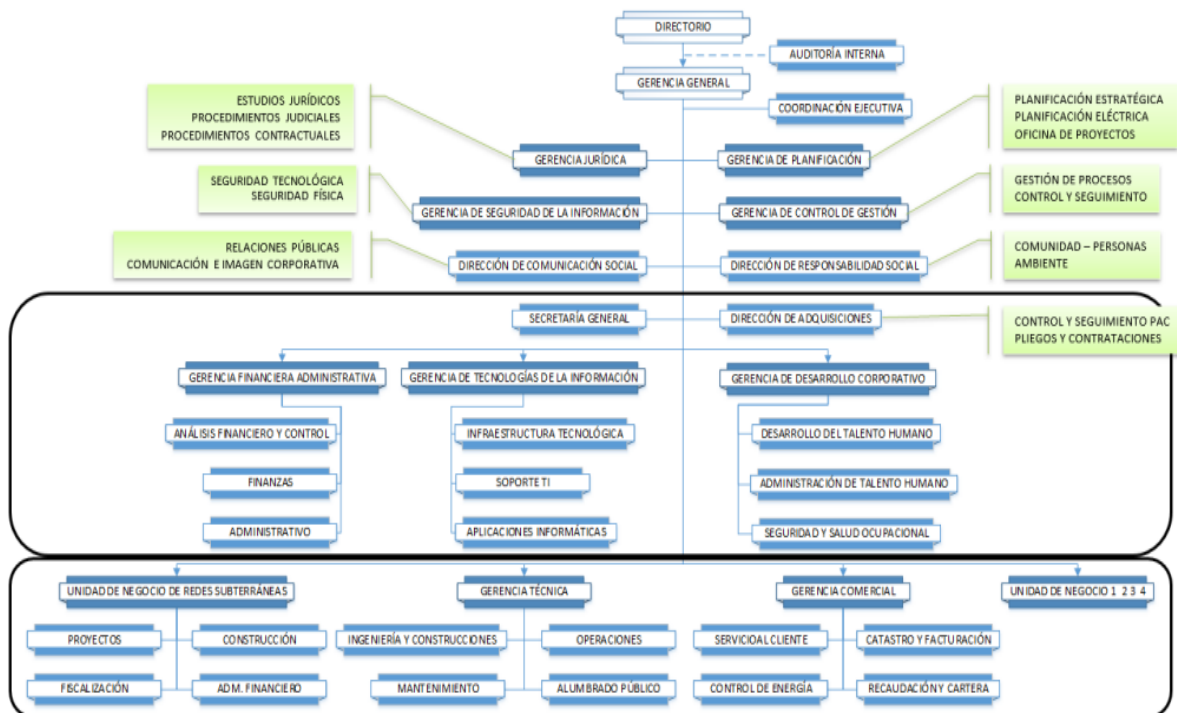 DIRECTORIO
AUDITORÍA INTERNA
GERENCIA GENERAL
COORDINACIÓN EJECUTIVA
ESTUDIOS JURÍDICOS
PROCEDIMIENTOS JUDICIALES
PROCEDIMIENTOS CONTRACTUALES
PLANIFICACIÓN ESTRATÉGICA
PLANIFICACIÓN ELÉCTRICA
OFICINA DE PROYECTOS
GERENCIA JURÍDICA
GERENCIA DE PLANIFICACIÓN
SEGURIDAD TECNOLÓGICA
SEGURIDAD FÍSICA
GESTIÓN DE PROCESOS
CONTROL Y SEGUIMIENTO
GERENCIA DE SEGURIDAD DE LA INFORMACIÓN
GERENCIA DE CONTROL DE GESTIÓN
RELACIONES PÚBLICAS
COMUNICACIÓN E IMAGEN CORPORATIVA
COMUNIDAD – PERSONAS
AMBIENTE
DIRECCIÓN DE COMUNICACIÓN SOCIAL
DIRECCIÓN DE RESPONSABILIDAD SOCIAL
SECRETARÍA GENERAL
DIRECCIÓN DE ADQUISICIONES
CONTROL Y SEGUIMIENTO PAC
PLIEGOS Y CONTRATACIONES
GERENCIA FINANCIERA ADMINISTRATIVA
GERENCIA DE TECNOLOGÍAS DE LA INFORMACIÓN
GERENCIA DE DESARROLLO CORPORATIVO
ANÁLISIS FINANCIERO Y CONTROL
INFRAESTRUCTURA TECNOLÓGICA
DESARROLLO DEL TALENTO HUMANO
FINANZAS
SOPORTE TI
ADMINISTRACIÓN DE TALENTO HUMANO
ADMINISTRATIVO
APLICACIONES INFORMÁTICAS
SEGURIDAD Y SALUD OCUPACIONAL
UNIDAD DE NEGOCIO DE REDES SUBTERRÁNEAS
GERENCIA TÉCNICA
GERENCIA COMERCIAL
UNIDAD DE NEGOCIO 1 2 3 4
PROYECTOS
CONSTRUCCIÓN
INGENIERÍA Y CONSTRUCCIONES
OPERACIONES
SERVICIO AL CLIENTE
CATASTRO Y FACTURACIÓN
FISCALIZACIÓN
ADM. FINANCIERO
MANTENIMIENTO
ALUMBRADO PÚBLICO
CONTROL DE ENERGÍA
RECAUDACIÓN Y CARTERA